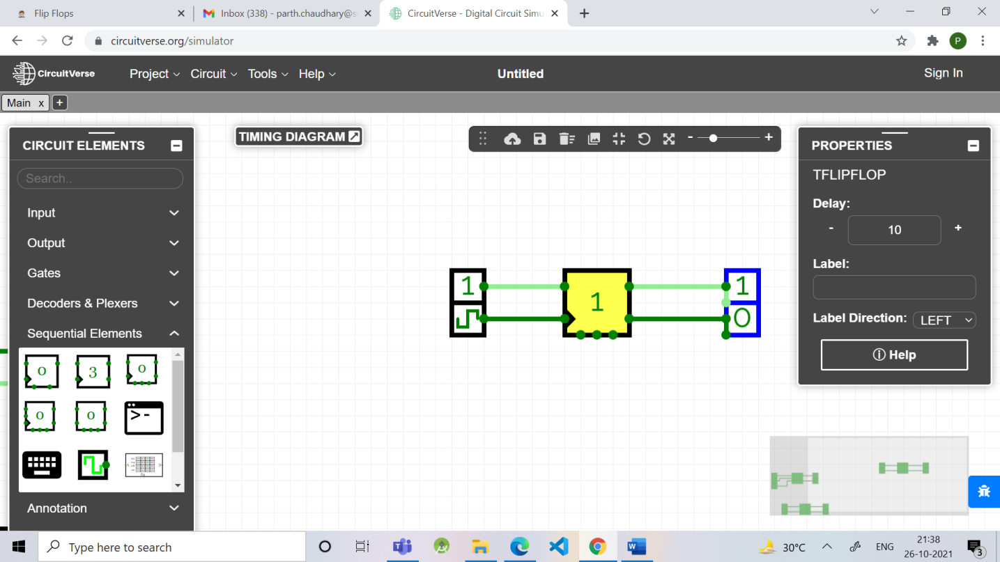 Flip Flops
Inbox (338) - parth.chaudhary@s
CircuitVerse - Digital Circuit Simu
circuitverse.org/simulator
P
CircuitVerse
Project
Circuit
Tools
Help
Untitled
Sign In
Main x
+
CIRCUIT ELEMENTS
Search..
Input
Output
Gates
Decoders & Plexers
Sequential Elements
0
3
0
0
0
>-
Annotation
TIMING DIAGRAM
- +
1
1
1
0
PROPERTIES
TFLIPFLOP
Delay:
- 10 +
Label:
Label Direction: LEFT
Help
Type here to search
30°C
ENG
21:38
26-10-2021
3